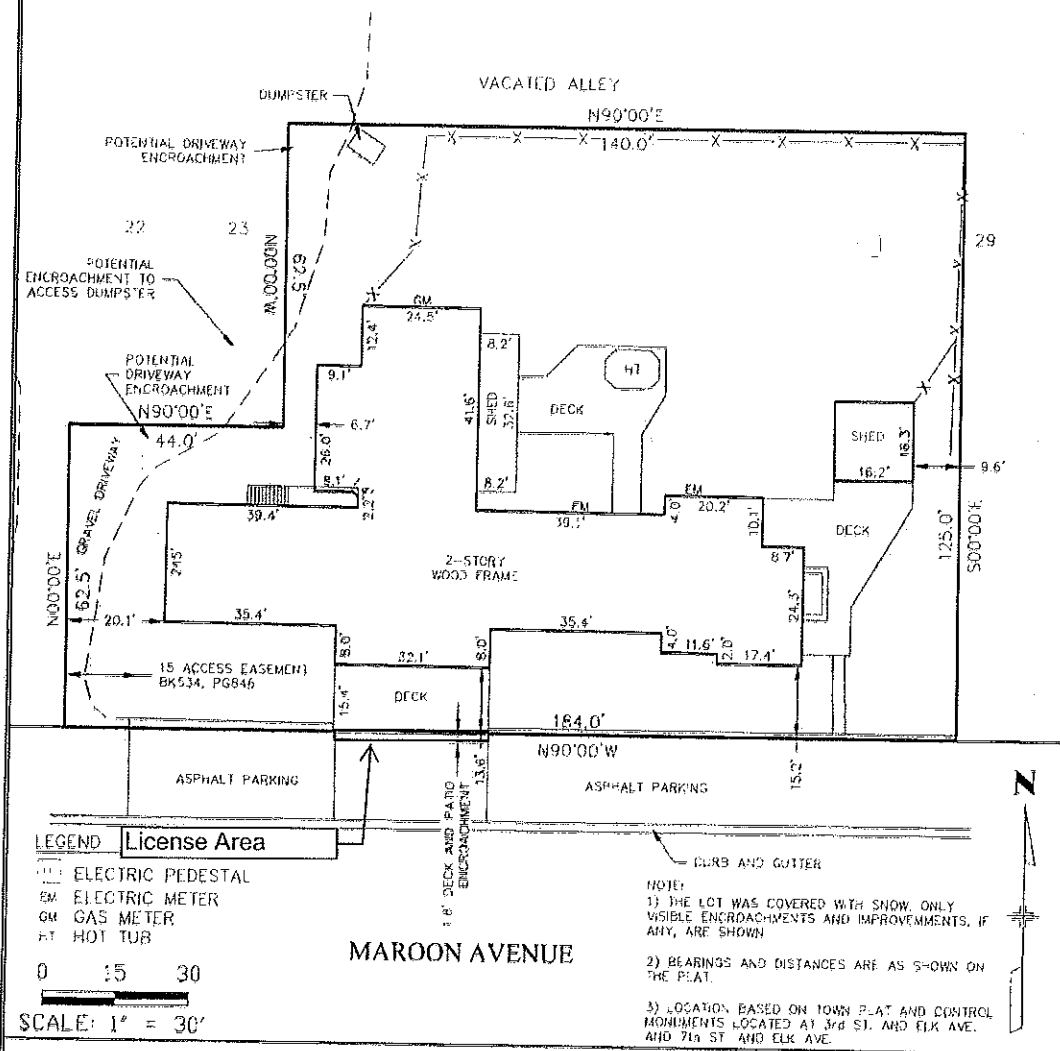 VACATED ALLEY
DUMPSTER
N90°00'E
140.0'
POTENTIAL DRIVEWAY
ENCROACHMENT
22
23
29
N00°00'W
62.5'
POTENTIAL
ENCROACHMENT TO
ACCESS DUMPSTER
GM
24.5'
12.4'
9.1'
8.2'
HT
POTENTIAL
DRIVEWAY
ENCROACHMENT
N90°00'E
44.0'
6.7'
26.0'
41.6'
SHED
32.6'
DECK
SHED
16.3'
16.2'
9.6'
GRAVEL DRIVEWAY
8.2'
2.2'
39.4'
EM
39.1'
4.0'
EM
20.2'
10.1'
DECK
125.0'
S00°00'E
N00°00'E
62.5'
24.5'
2-STORY
WOOD FRAME
8.7'
24.3'
20.1'
35.4'
35.4'
8.0'
8.0'
4.0'
11.6'
2.0'
17.4'
32.1'
15 ACCESS EASEMENT
BK534, PG846
15.4'
DECK
184.0'
N90°00'W
ASPHALT PARKING
13.6'
ASPHALT PARKING
15.0'
1.8' DECK AND PATIO
ENCROACHMENT
N
LEGEND
License Area
ELECTRIC PEDESTAL
EM ELECTRIC METER
GM GAS METER
HT HOT TUB
CURB AND GUTTER
MAROON AVENUE
0 15 30
SCALE: 1" = 30'
NOTE:
1) THE LOT WAS COVERED WITH SNOW. ONLY
VISIBLE ENCROACHMENTS AND IMPROVEMMENTS, IF
ANY, ARE SHOWN
2) BEARINGS AND DISTANCES ARE AS SHOWN ON
THE PLAT.
3) LOCATION BASED ON TOWN PLAT AND CONTROL
MONUMENTS LOCATED AT 3rd ST. AND ELK AVE.
AND 7th ST AND ELK AVE.